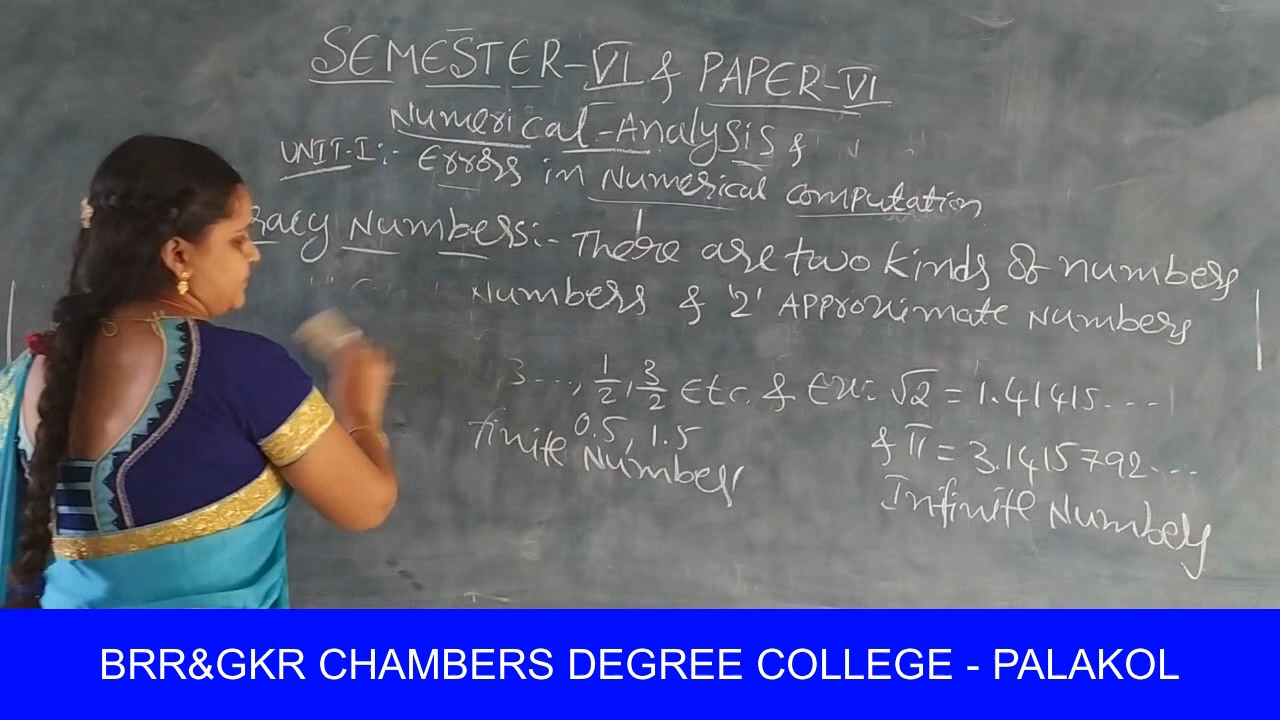 SEMESTER-VI & PAPER-VI
Numerical-Analysis &
UNIT-I:- Errors in Numerical computation
racy Numbers:- There are two kinds of numbers
Numbers & '2' Approximate Numbers
3...., 1/2, 3/2 Etc. & Ex: √2 = 1.41415...
0.5, 1.5
& π = 3.1415792...
finite Number
Infinite Number
BRR&GKR CHAMBERS DEGREE COLLEGE - PALAKOL